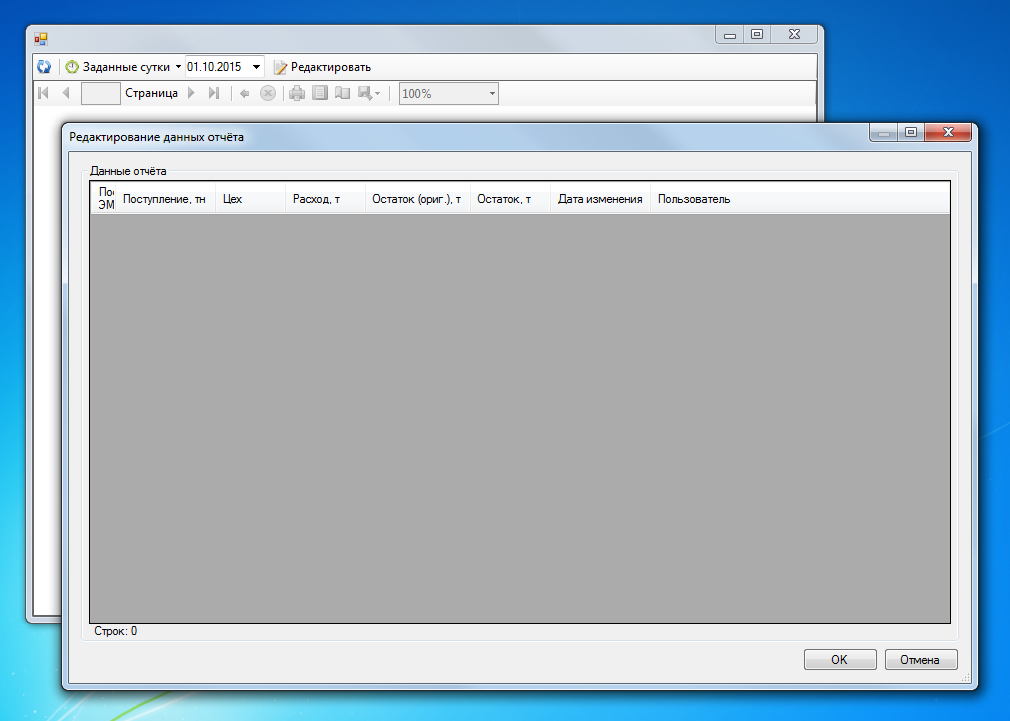 Заданные сутки 01.10.2015 Редактировать
Страница 100%
Редактирование данных отчёта
Данные отчёта
Поступление, тн Цех Расход, т Остаток (ориг.), т Остаток, т Дата изменения Пользователь
ЭМ
Строк: 0
OK Отмена